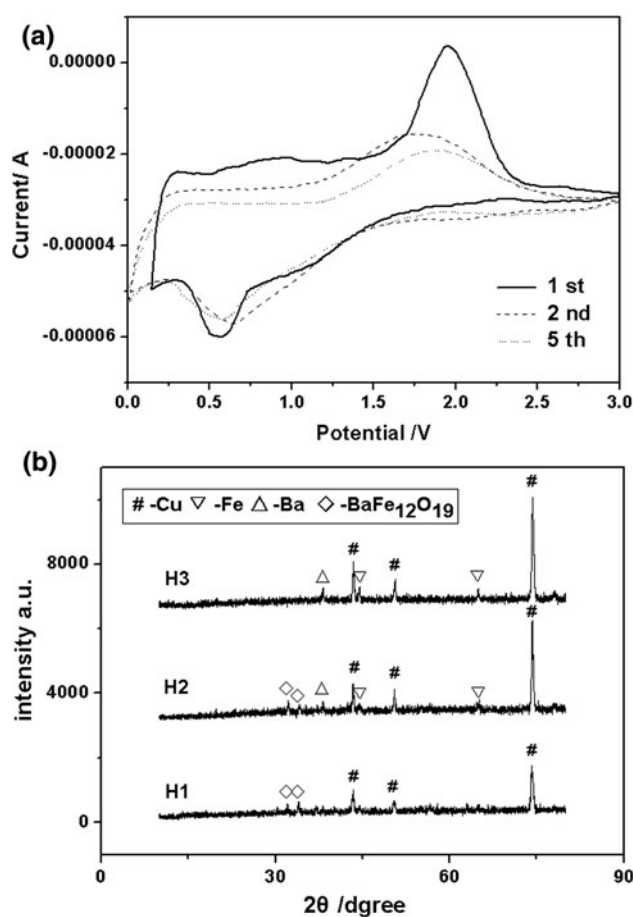 (a)
0.00000
-0.00002
-0.00004
-0.00006
Current/ A
1 st
2 nd
5 th
0.0 0.5 1.0 1.5 2.0 2.5 3.0
Potential /V
(b)
# -Cu ▽ -Fe △ -Ba ◇ -BaFe12O19
8000
4000
0
intensity a.u.
#
H3 # #
#
H2 # #
#
H1 # #
0 30 60 90
2θ /dgree